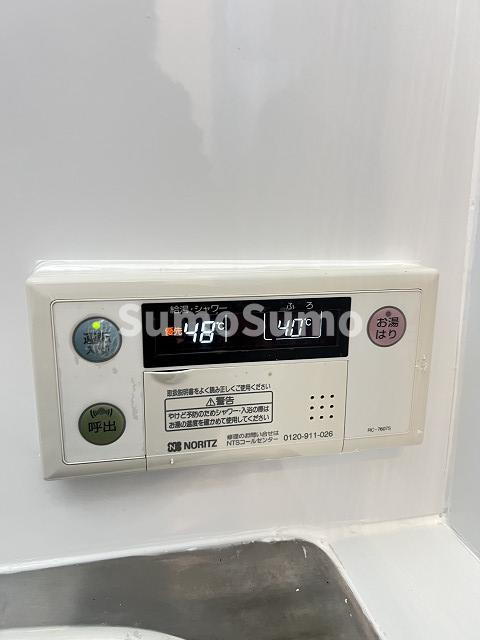 給湯・シャワー ふろ
優先 48℃ 40℃
運転
入/切
お湯
はり
呼出
SumoSumo
取扱説明書をよく読み正しくご使用ください
⚠警告
やけど予防のためシャワー・入浴の際は
お湯の温度を確かめて使用してください
NORITZ
修理のお問い合せは
NTSコールセンター 0120-911-026
RC-7607S